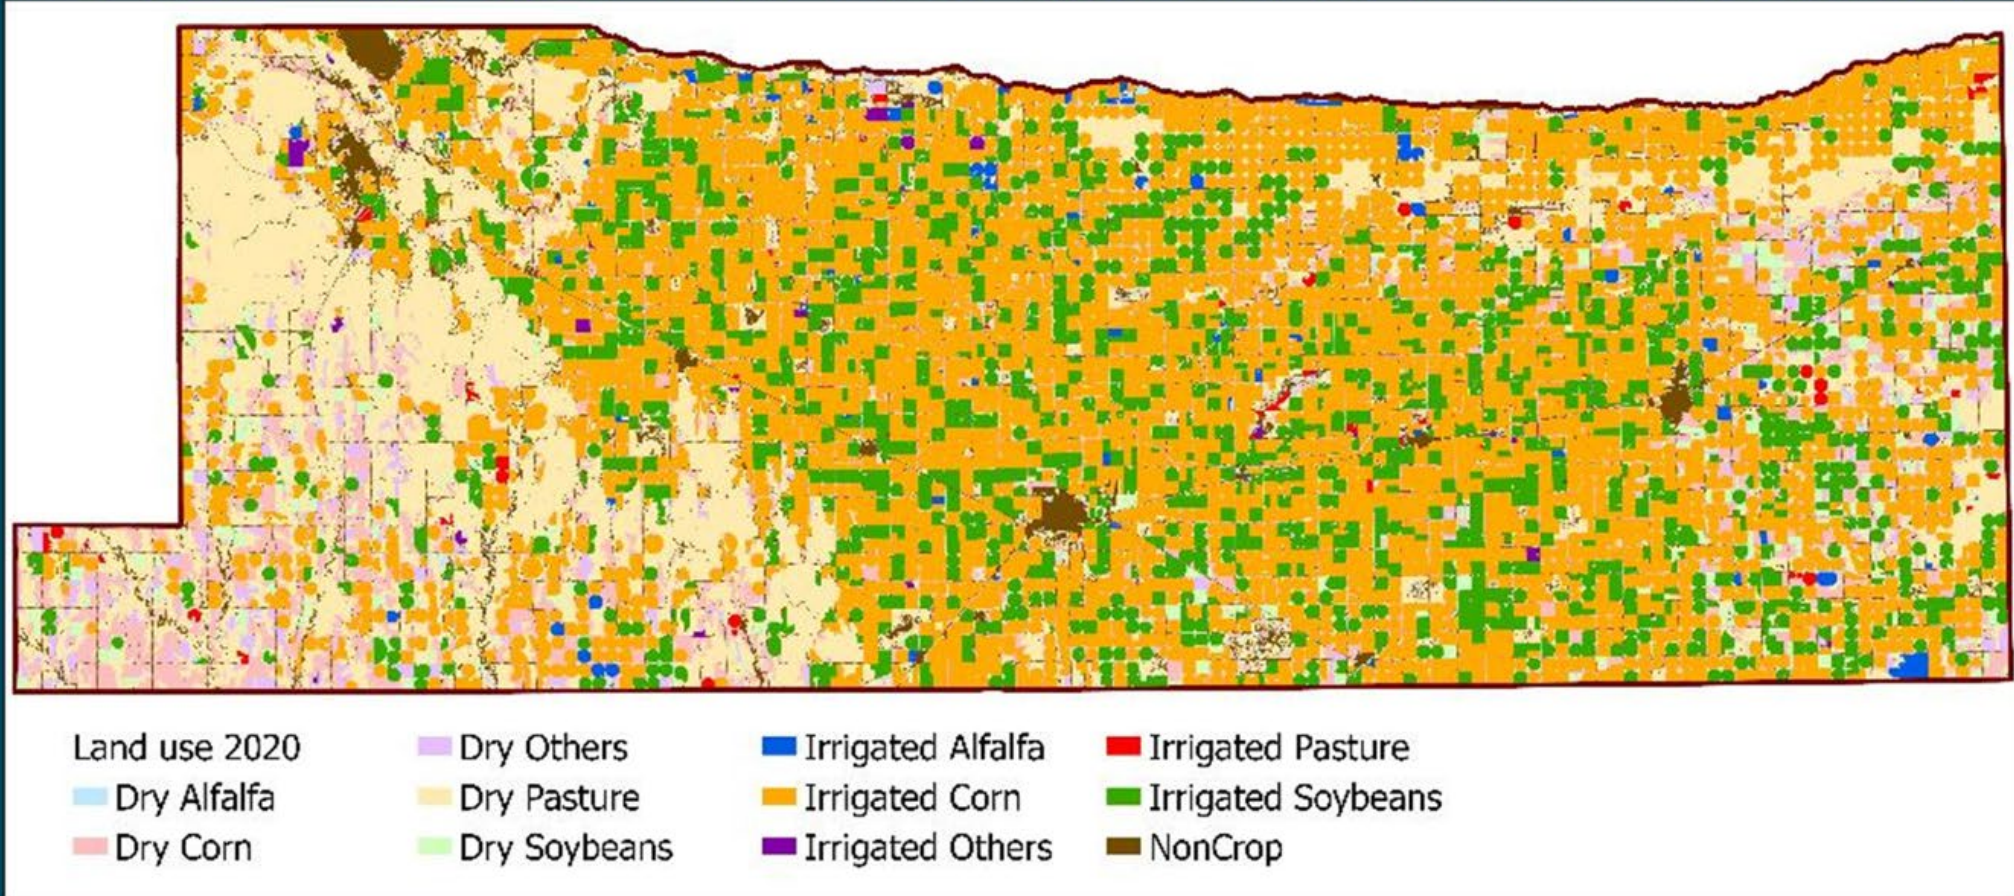 Land use 2020
Dry Alfalfa
Dry Corn
Dry Others
Dry Pasture
Dry Soybeans
Irrigated Alfalfa
Irrigated Corn
Irrigated Others
Irrigated Pasture
Irrigated Soybeans
NonCrop